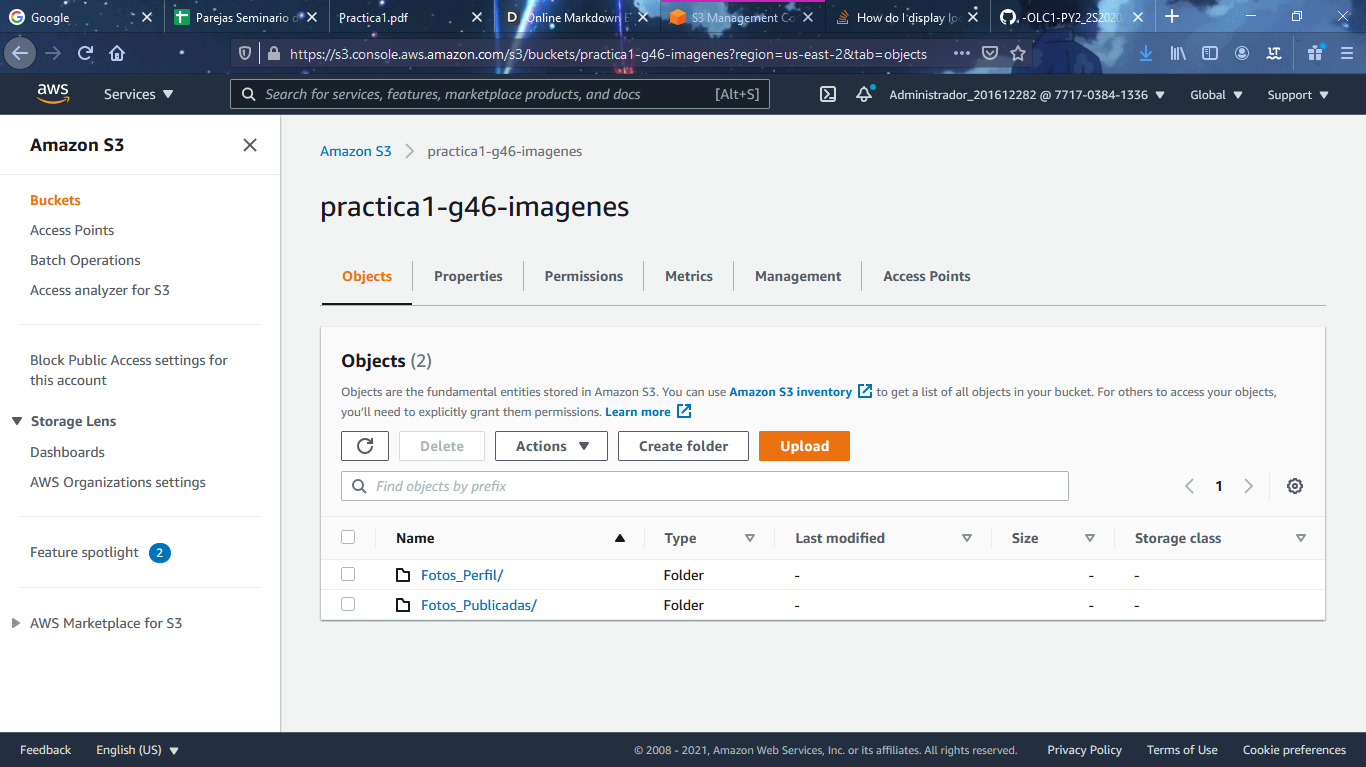 Google
Parejas Seminario d
Practica1.pdf
D Online Markdown E
S3 Management Co
How do I display loc
-OLC1-PY2_2S2020/
https://s3.console.aws.amazon.com/s3/buckets/practica1-g46-imagenes?region=us-east-2&tab=objects
aws
Services
Search for services, features, marketplace products, and docs
[Alt+S]
Administrador_201612282 @ 7717-0384-1336
Global
Support
Amazon S3
Buckets
Access Points
Batch Operations
Access analyzer for S3
Block Public Access settings for
this account
Storage Lens
Dashboards
AWS Organizations settings
Feature spotlight 2
AWS Marketplace for S3
Amazon S3
practica1-g46-imagenes
practica1-g46-imagenes
Objects
Properties
Permissions
Metrics
Management
Access Points
Objects (2)
Objects are the fundamental entities stored in Amazon S3. You can use Amazon S3 inventory to get a list of all objects in your bucket. For others to access your objects,
you'll need to explicitly grant them permissions. Learn more
Delete
Actions
Create folder
Upload
Find objects by prefix
1
Name Type Last modified Size Storage class
Fotos_Perfil/ Folder - - -
Fotos_Publicadas/ Folder - - -
Feedback
English (US)
© 2008 - 2021, Amazon Web Services, Inc. or its affiliates. All rights reserved.
Privacy Policy
Terms of Use
Cookie preferences